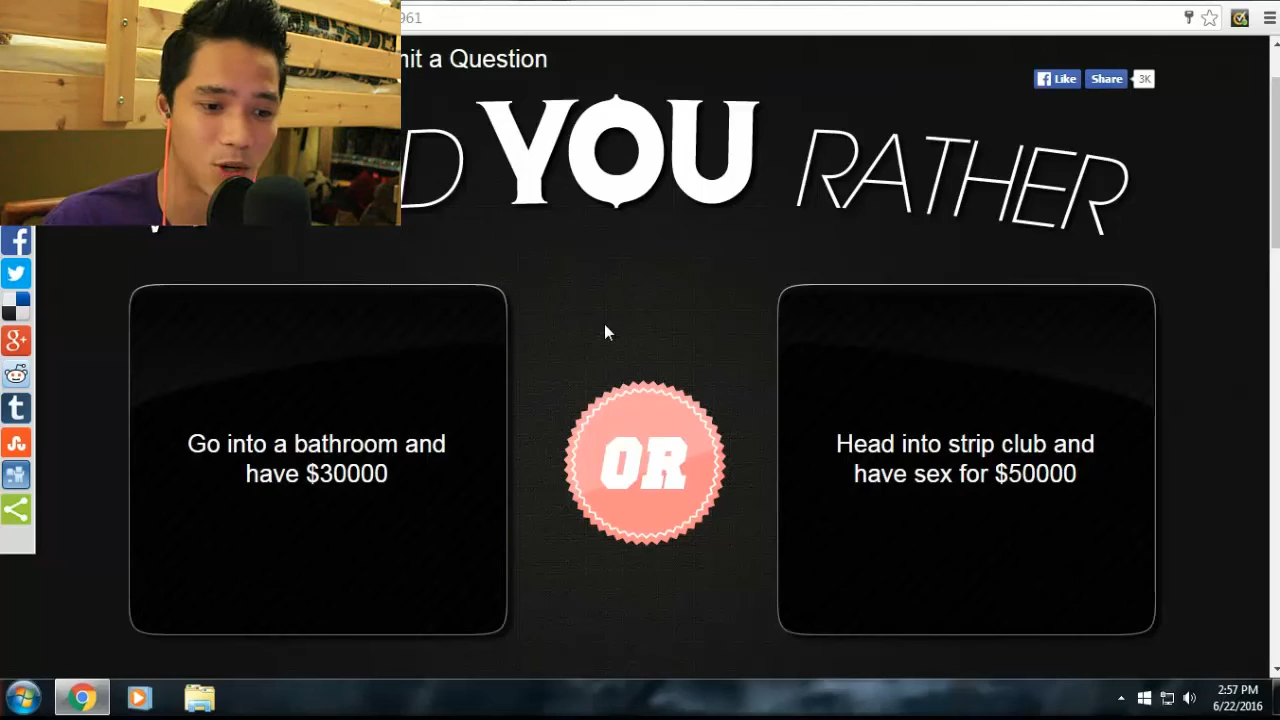 961
mit a Question
Like
Share
3K
D YOU RATHER
Go into a bathroom and
have $30000
OR
Head into strip club and
have sex for $50000
2:57 PM
6/22/2016